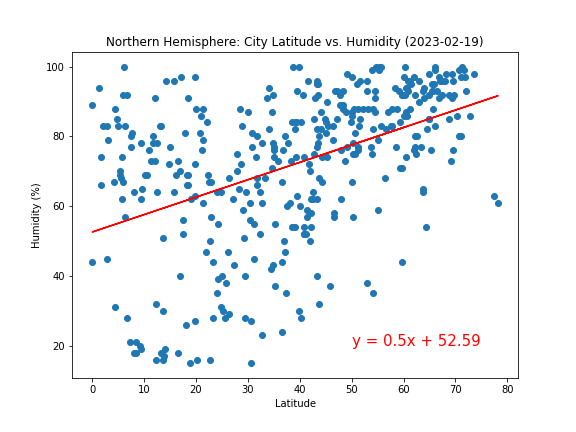 Northern Hemisphere: City Latitude vs. Humidity (2023-02-19)
Humidity (%)
100
80
60
40
20
y = 0.5x + 52.59
0 10 20 30 40 50 60 70 80
Latitude